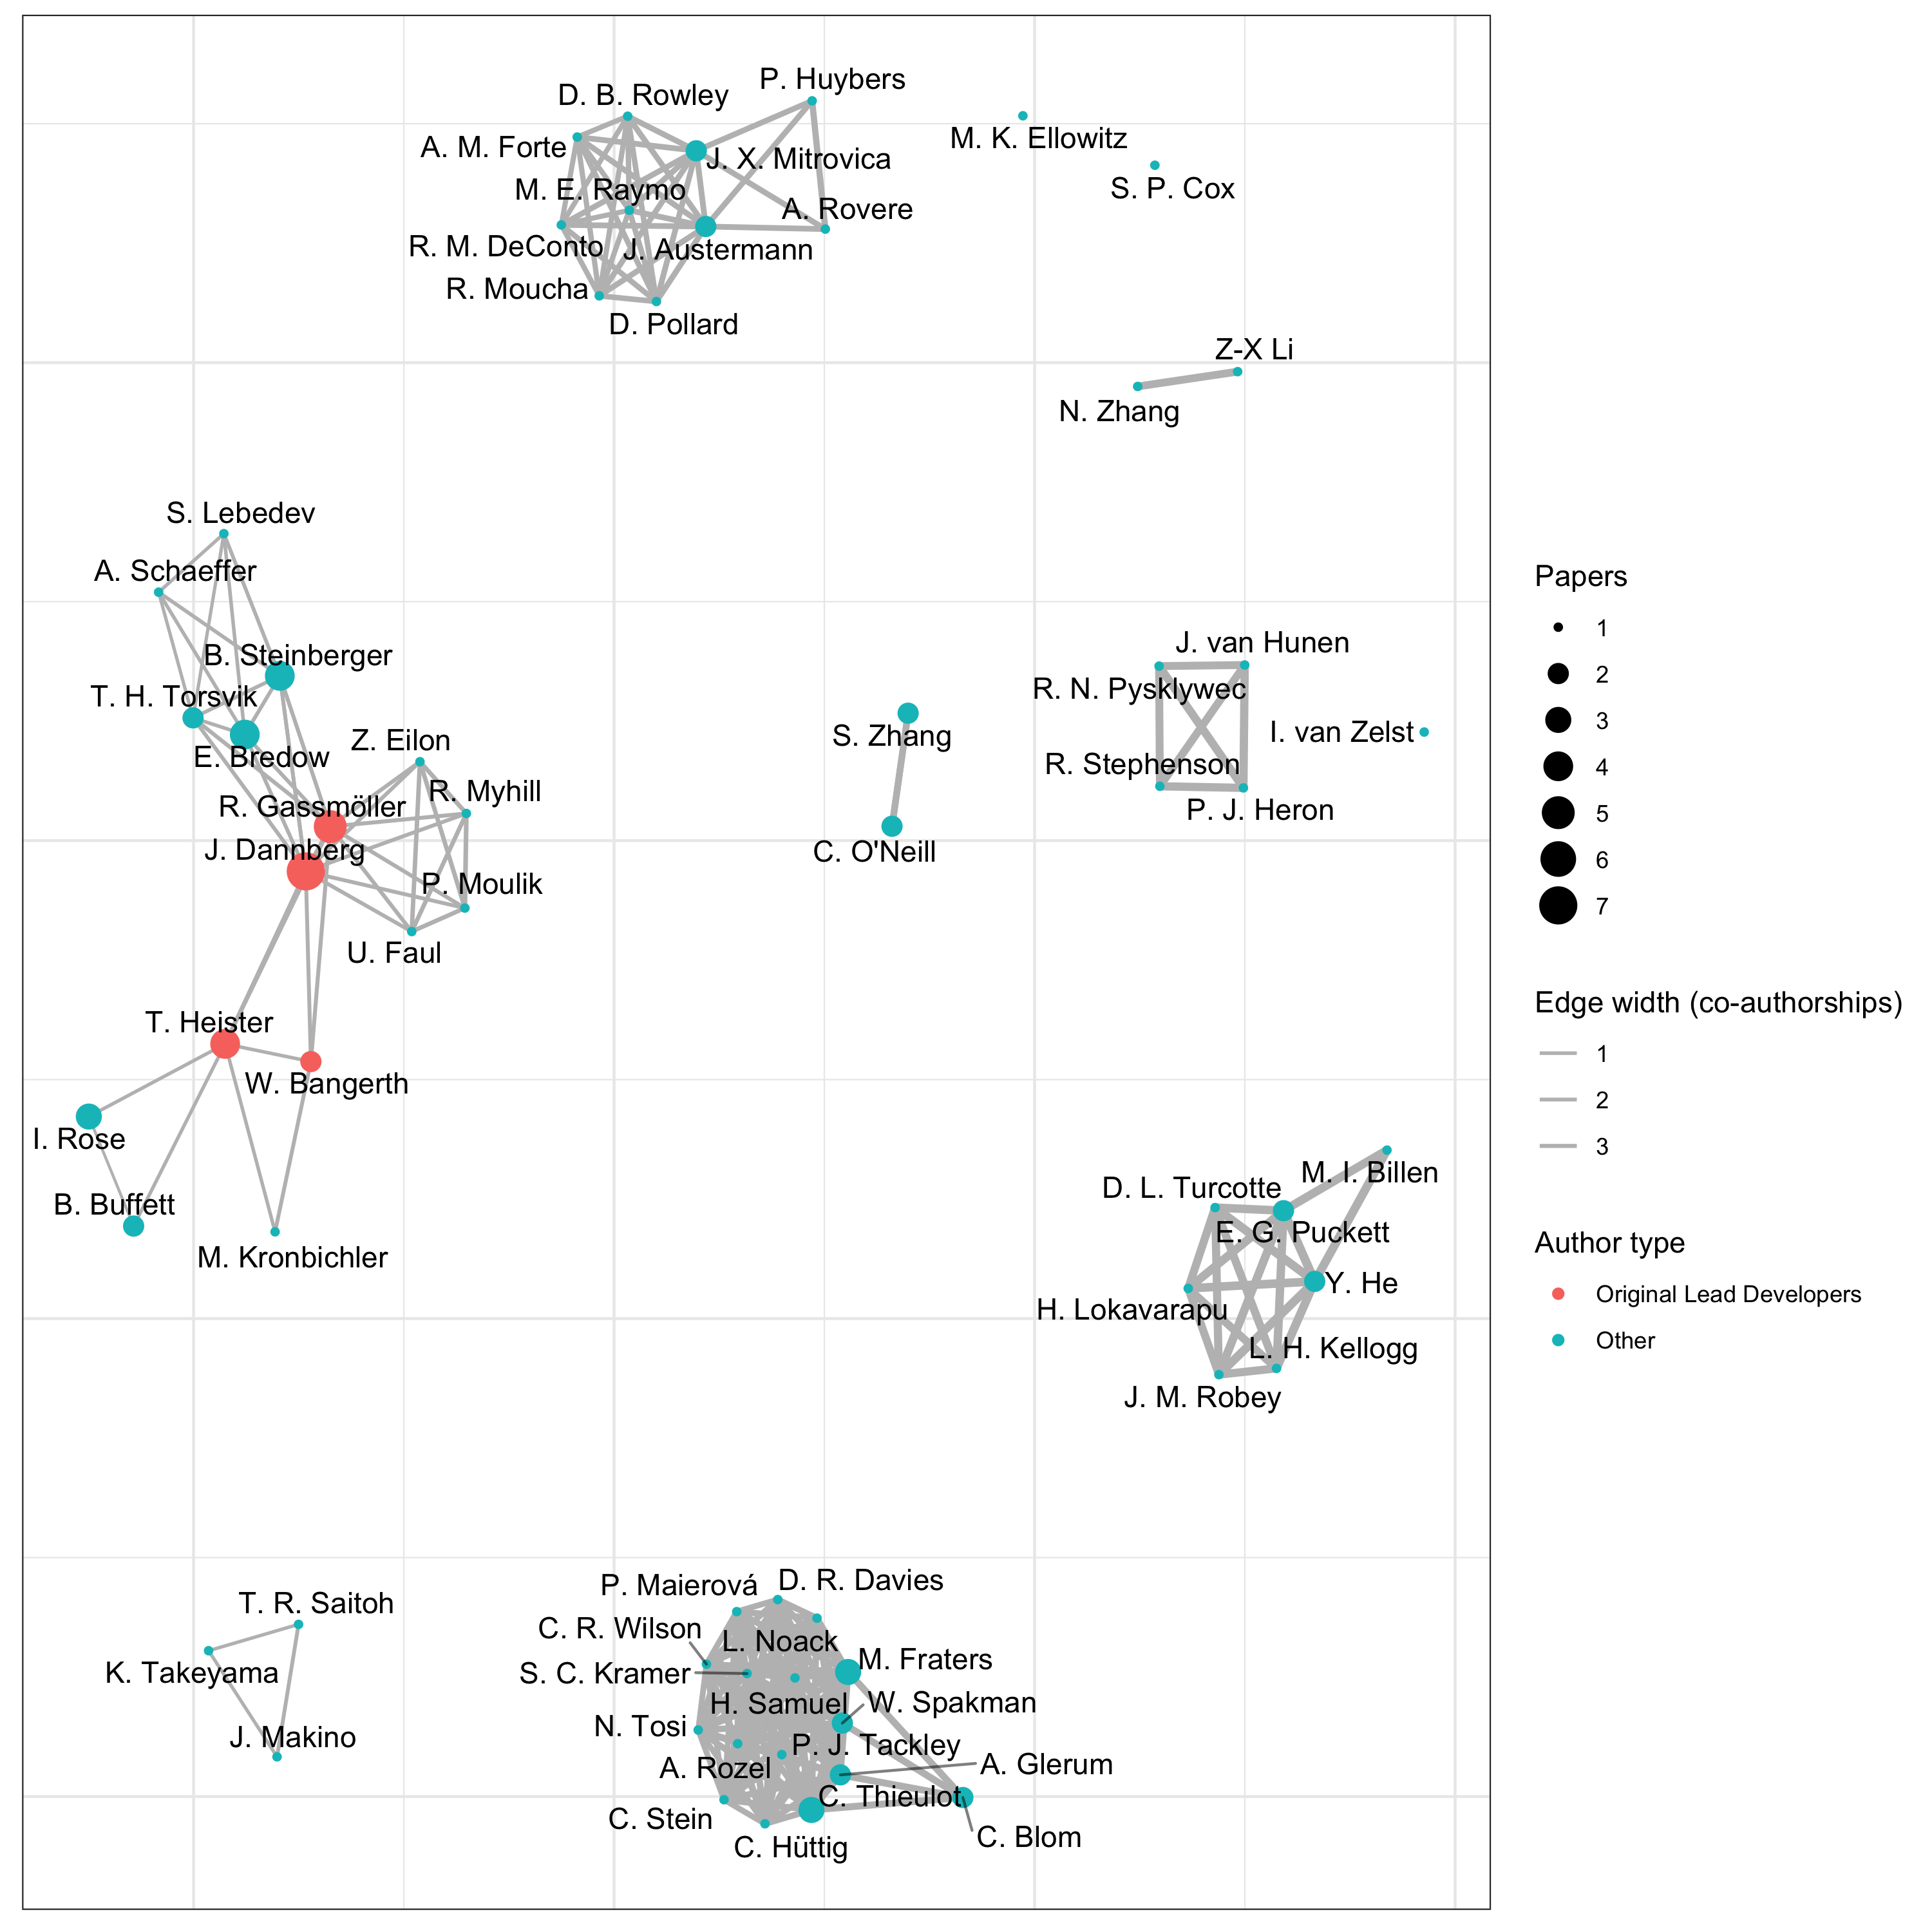 P. Huybers
D. B. Rowley
M. K. Ellowitz
A. M. Forte
J. X. Mitrovica
S. P. Cox
M. E. Raymo
A. Rovere
R. M. DeConto
J. Austermann
R. Moucha
D. Pollard
Z-X Li
N. Zhang
S. Lebedev
A. Schaeffer
B. Steinberger
T. H. Torsvik
E. Bredow
Z. Eilon
R. Myhill
R. Gassmöller
J. Dannberg
P. Moulik
U. Faul
S. Zhang
C. O'Neill
J. van Hunen
R. N. Pysklywec
I. van Zelst
R. Stephenson
P. J. Heron
T. Heister
W. Bangerth
I. Rose
B. Buffett
M. Kronbichler
M. I. Billen
D. L. Turcotte
E. G. Puckett
Y. He
H. Lokavarapu
L. H. Kellogg
J. M. Robey
T. R. Saitoh
K. Takeyama
J. Makino
P. Maierová
D. R. Davies
C. R. Wilson
L. Noack
M. Fraters
S. C. Kramer
H. Samuel
W. Spakman
N. Tosi
P. J. Tackley
A. Rozel
A. Glerum
C. Thieulot
C. Stein
C. Blom
C. Hüttig
Papers
1
2
3
4
5
6
7
Edge width (co-authorships)
1
2
3
Author type
Original Lead Developers
Other